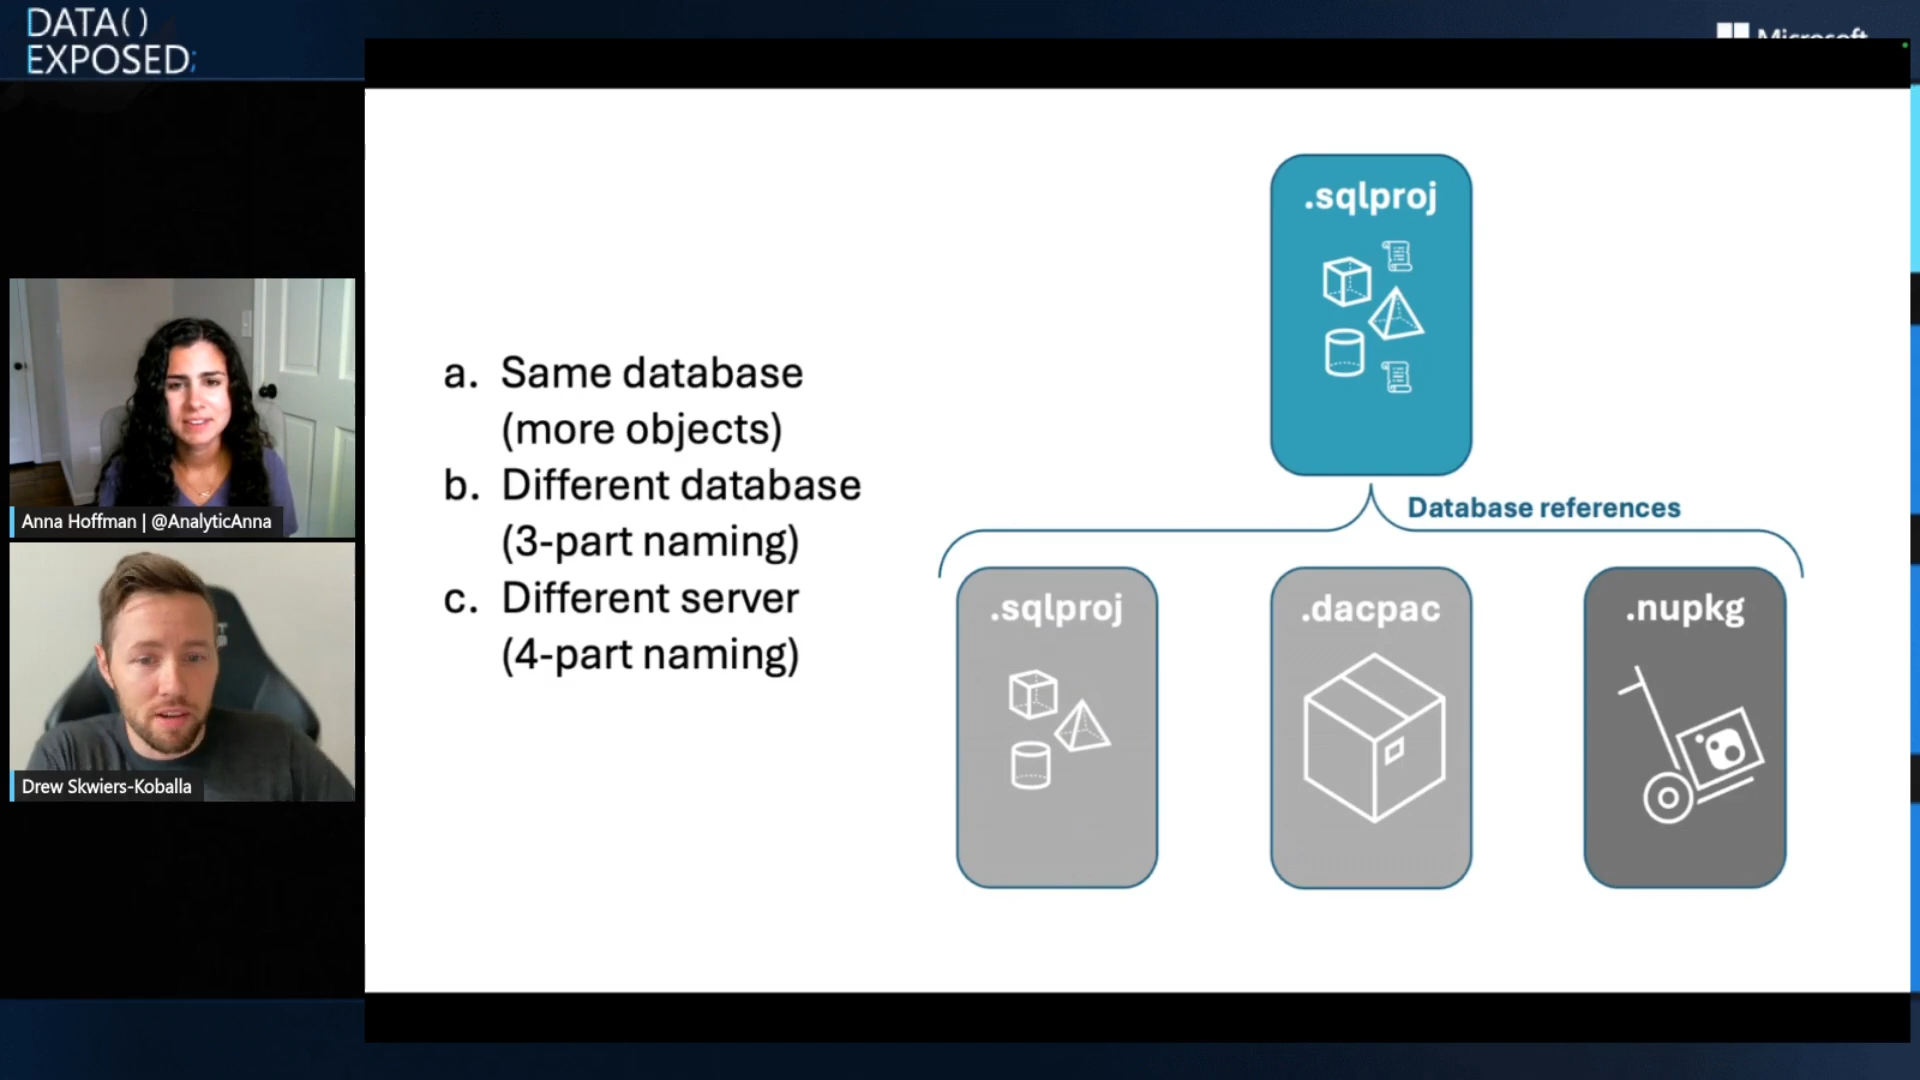 DATA()
EXPOSED;
Microsoft
.sqlproj
a. Same database
(more objects)
b. Different database
(3-part naming)
c. Different server
(4-part naming)
Database references
.sqlproj
.dacpac
.nupkg
Anna Hoffman | @AnalyticAnna
Drew Skwiers-Koballa